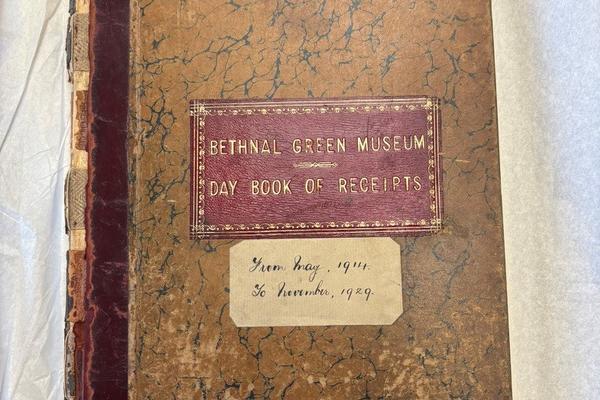 BETHNAL GREEN MUSEUM
DAY BOOK OF RECEIPTS
From May, 1914.
To November, 1929.